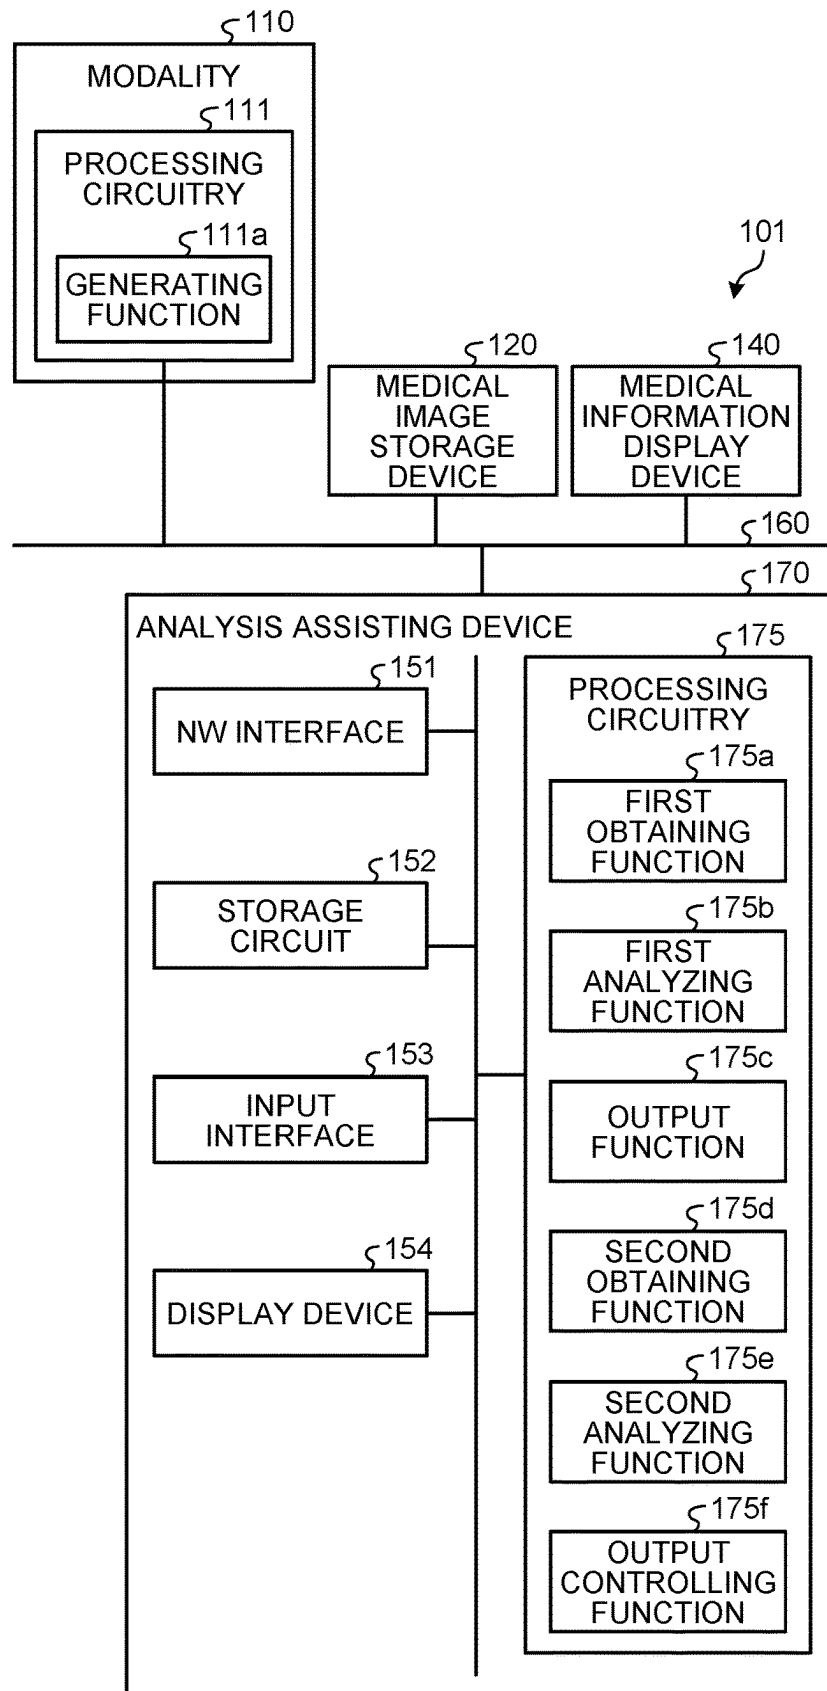 110
MODALITY
111
PROCESSING
CIRCUITRY
111a
GENERATING
FUNCTION
101
120
MEDICAL
IMAGE
STORAGE
DEVICE
140
MEDICAL
INFORMATION
DISPLAY
DEVICE
160
170
ANALYSIS ASSISTING DEVICE
151
NW INTERFACE
152
STORAGE
CIRCUIT
153
INPUT
INTERFACE
154
DISPLAY DEVICE
175
PROCESSING
CIRCUITRY
175a
FIRST
OBTAINING
FUNCTION
175b
FIRST
ANALYZING
FUNCTION
175c
OUTPUT
FUNCTION
175d
SECOND
OBTAINING
FUNCTION
175e
SECOND
ANALYZING
FUNCTION
175f
OUTPUT
CONTROLLING
FUNCTION